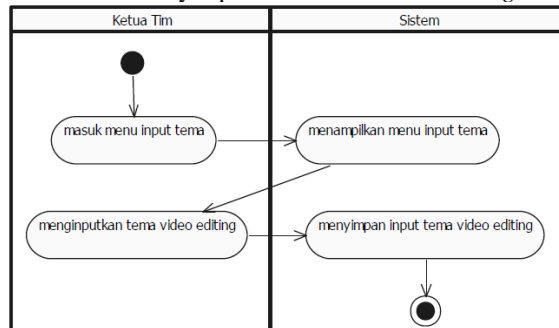 Ketua Tim
Sistem
masuk menu input tema
menampilkan menu input tema
menginputkan tema video editing
menyimpan input tema video editing